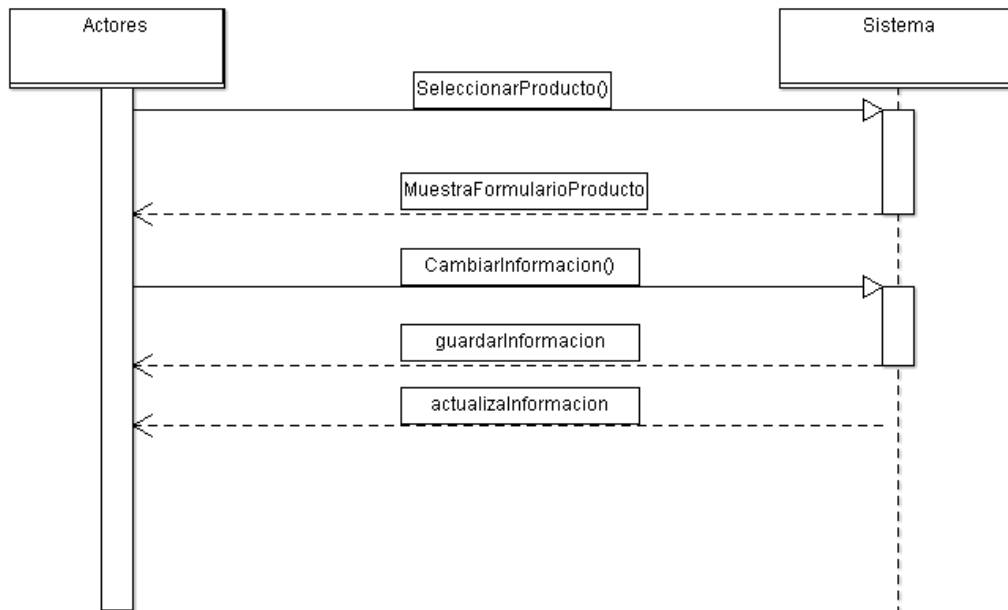 Actores
Sistema
SeleccionarProducto()
MuestraFormularioProducto
CambiarInformacion()
guardarInformacion
actualizaInformacion